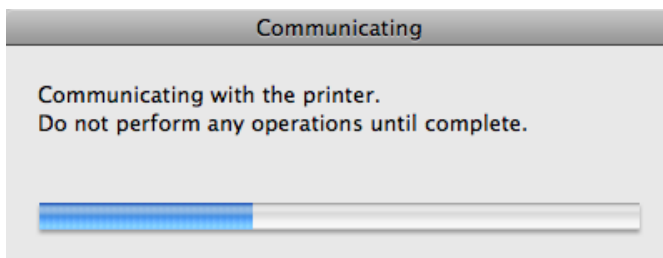 Communicating
Communicating with the printer.
Do not perform any operations until complete.